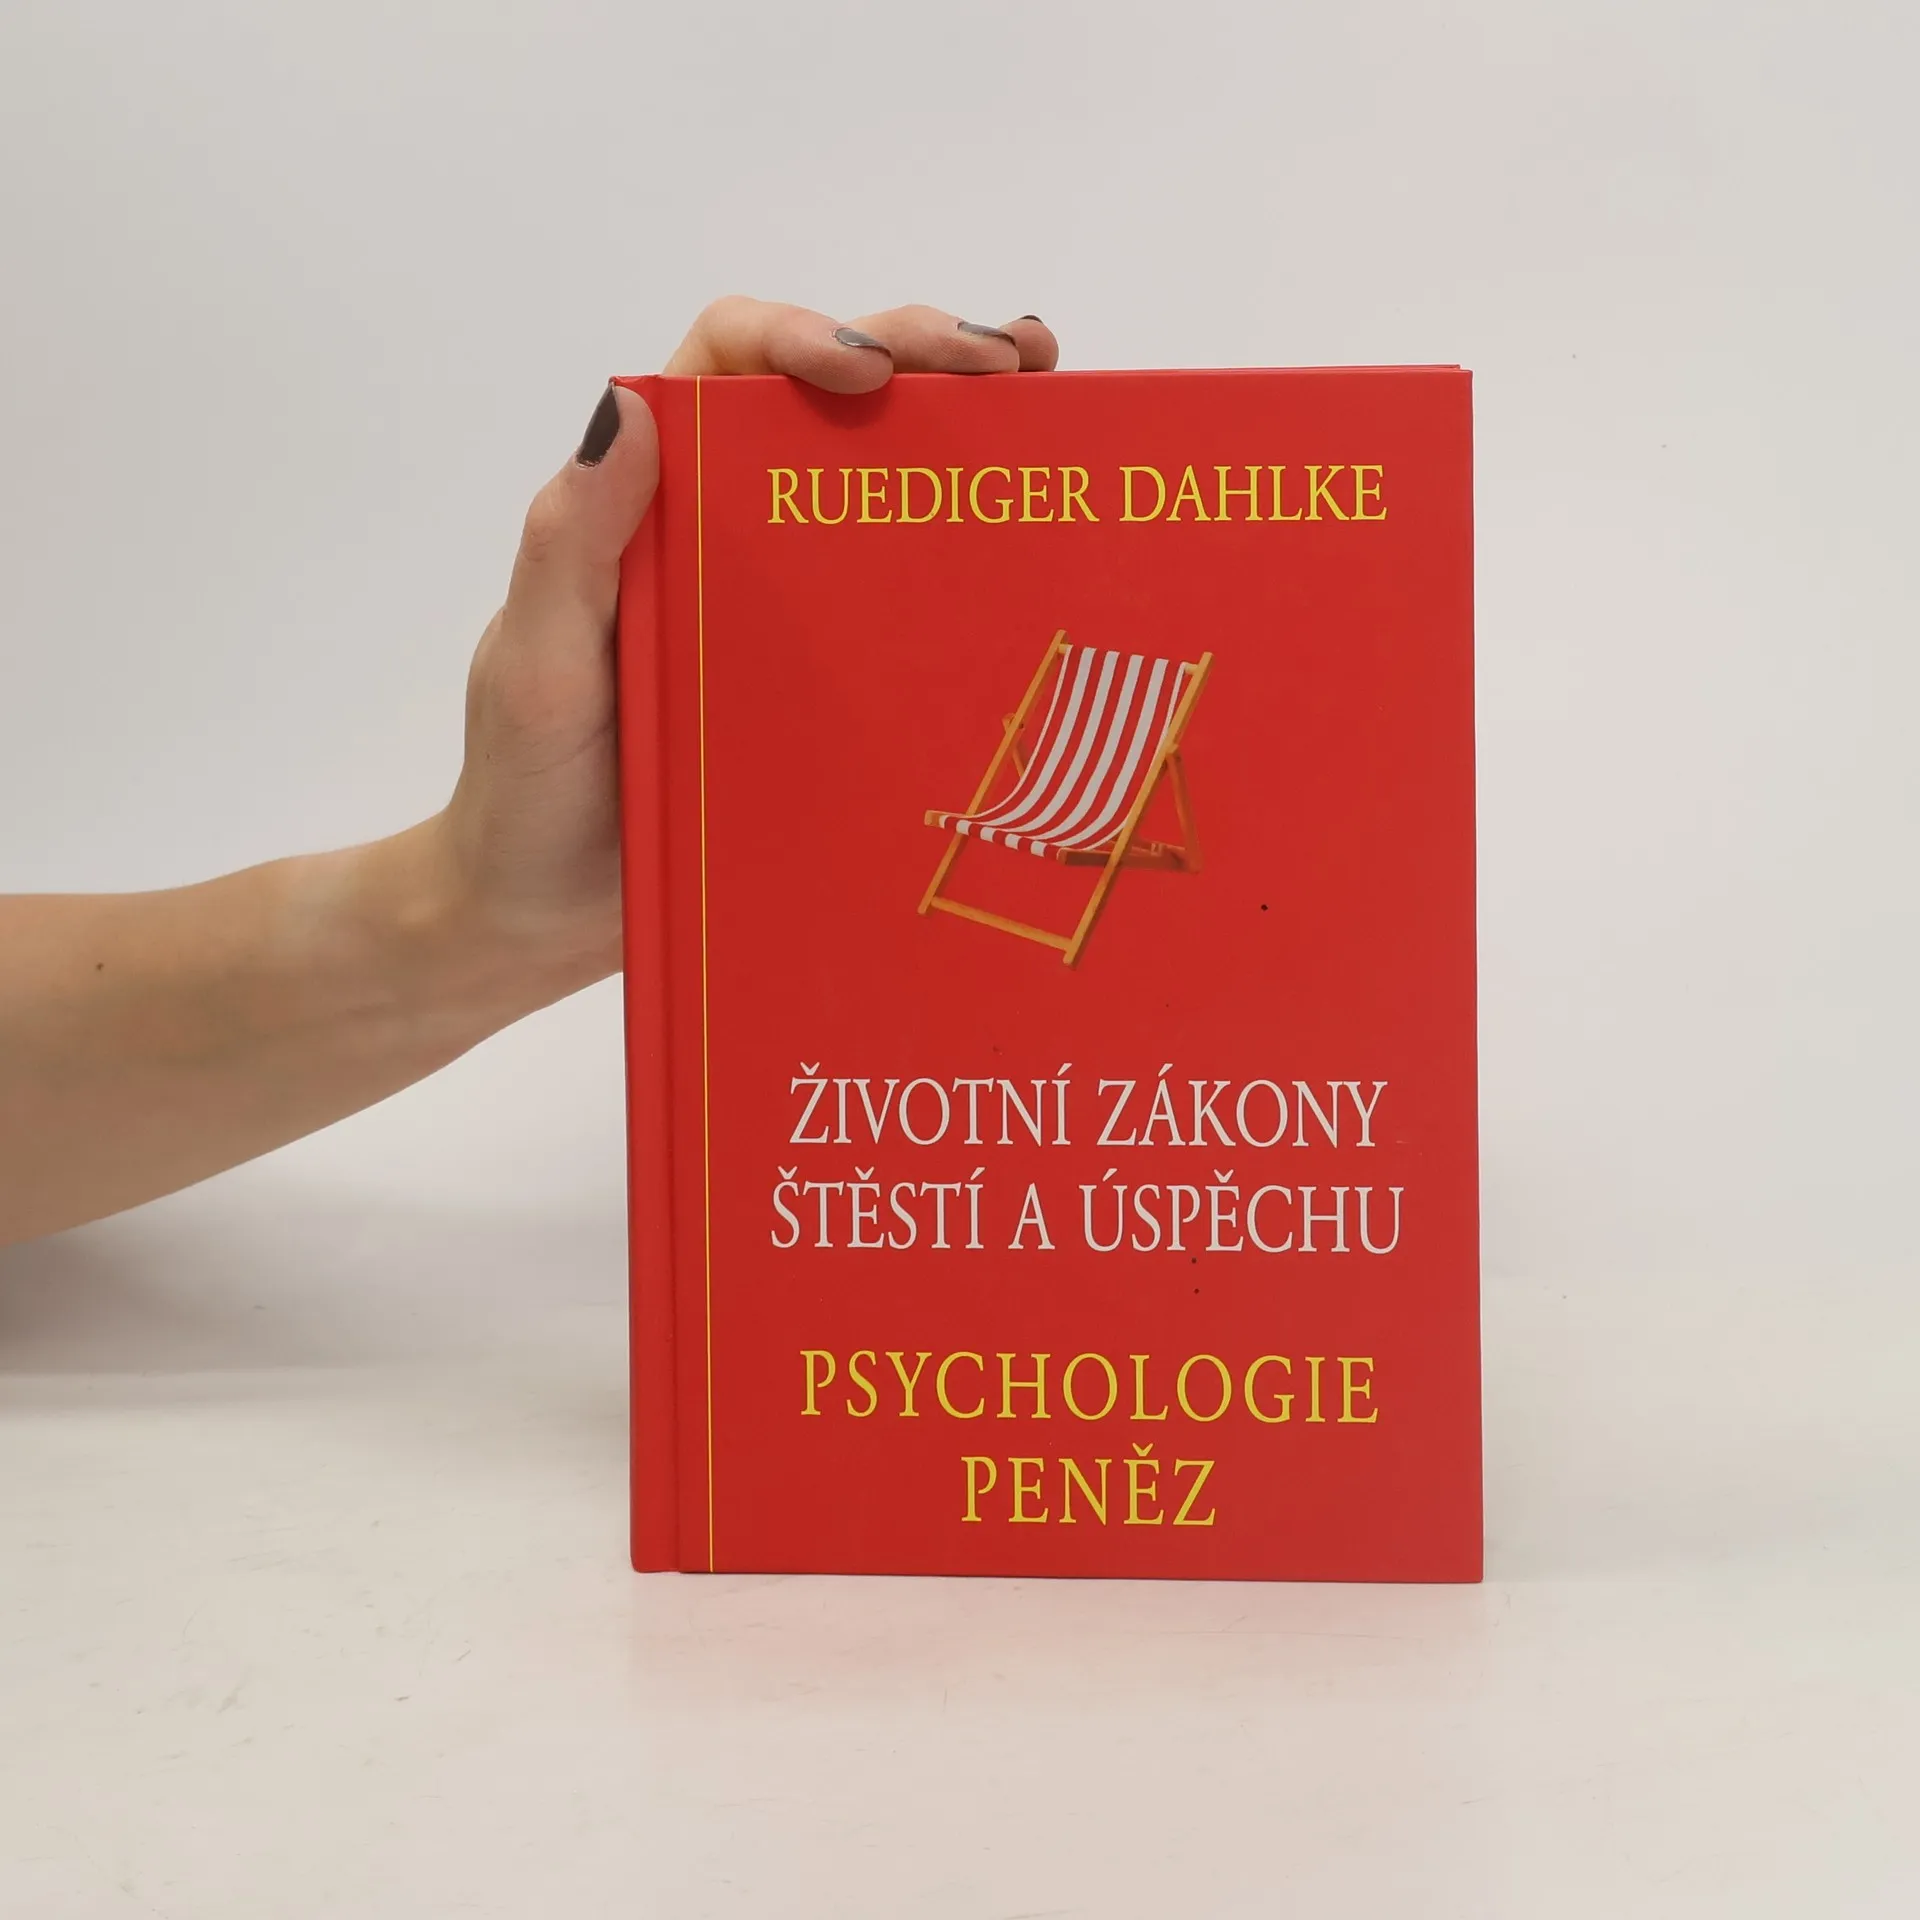 RUEDIGER DAHLKE
ŽIVOTNÍ ZÁKONY
ŠTĚSTÍ A ÚSPĚCHU
PSYCHOLOGIE
PENĚZ